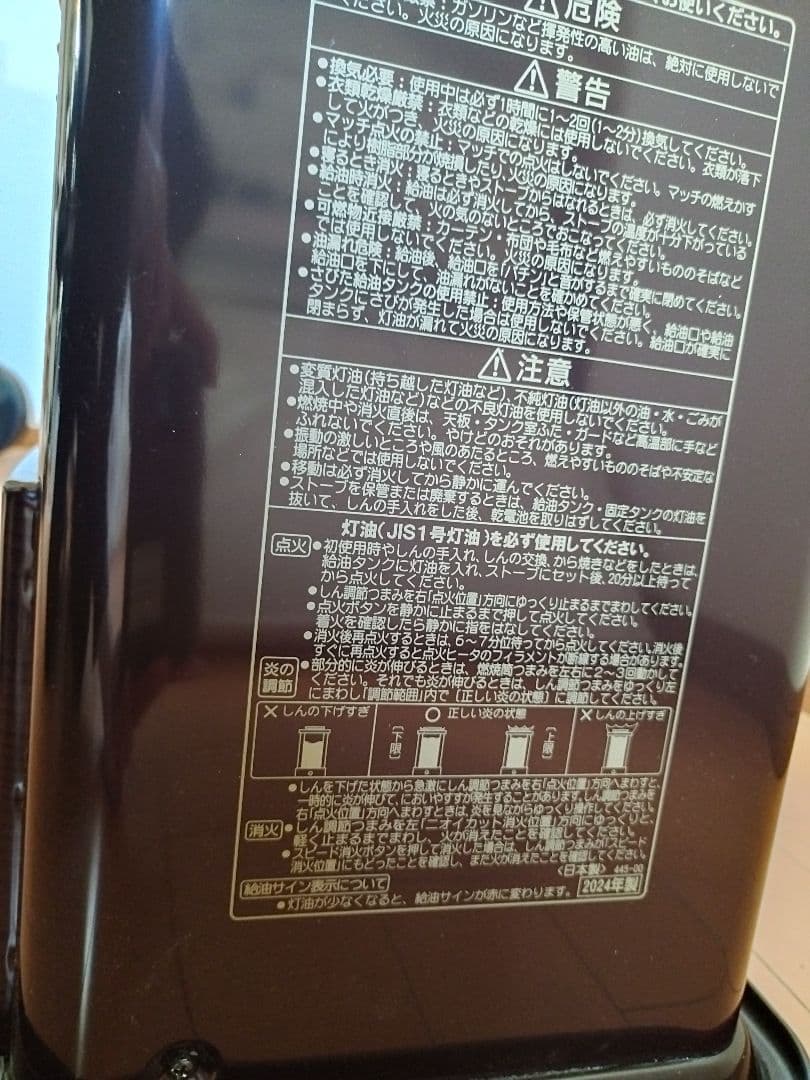 お使いください。
⚠危険
厳禁：ガソリンなど揮発性の高い油は、絶対に使用しないで
ください。火災の原因になります。
⚠警告
●換気必要：使用中は必ず1時間に1～2回(1～2分)換気してください。
●衣類乾燥厳禁：衣類などの乾燥には使用しないでください。衣類が落下
して火がつき、火災の原因になります。
●マッチ点火の禁止：マッチでの点火はしないでください。マッチの燃えかす
により樹脂部分が焼損したり、火災の原因になります。
●寝るとき消火：寝るときやストーブからはなれるときは、必ず消火してください。
●給油時消火：給油は必ず消火してから、ストーブの温度が十分下がっている
ことを確認して、火の気のないところでおこなってください。
●可燃物近接厳禁：カーテン・布団や毛布など燃えやすいもののそばなど
では使用しないでください。火災の原因になります。
●油漏れ危険：給油後、給油口を「パチン」と音がするまで確実に閉めてください。
給油口を下にして、油漏れがないことを確かめてください。
●さびた給油タンクの使用禁止：使用方法や保管状態が悪く、給油口や給油
タンクにさびが発生した場合は使用しないでください。給油口が確実に
閉まらず、灯油が漏れて火災の原因になります。
⚠注意
●変質灯油(持ち越した灯油など)、不純灯油(灯油以外の油・水・ごみが
混入した灯油など)などの不良灯油を使用しないでください。
●燃焼中や消火直後は、天板・タンク室ふた・ガードなど高温部に手など
ふれないでください。やけどのおそれがあります。
●振動の激しいところや風のあたるところ、燃えやすいもののそばや不安定な
場所などでは使用しないでください。
●移動は必ず消火してから静かに運んでください。
●ストーブを保管または廃棄するときは、給油タンク・固定タンクの灯油を
抜いて、しんの手入れをした後、乾電池を取りはずしてください。
灯油(JIS1号灯油)を必ず使用してください。
点火 ●初使用時やしんの手入れ、しんの交換、から焼きなどをしたときは、
給油タンクに灯油を入れ、ストーブにセット後、20分以上待って
から点火してください。
●しん調節つまみを右「点火位置」方向にゆっくり止まるまでまわしてください。
●点火ボタンを静かに止まるまで押して点火してください。
着火を確認したら静かに指をはなしてください。
●消火後再点火するときは、6～7分位待ってから点火してください。消火後
すぐに再点火すると点火ヒータのフィラメントが断線する場合があります。
炎の調節 ●部分的に炎が伸びるときは、燃焼筒つまみを左右に2～3回動かして
ください。それでも炎が伸びるときは、しん調節つまみをゆっくり左
にまわし「調節範囲」内で〔正しい炎の状態〕に調節してください。
×しんの下げすぎ ○正しい炎の状態 ×しんの上げすぎ
〔下限〕 〔上限〕
●しんを下げた状態から急激にしん調節つまみを右「点火位置」方向へまわすと、
一時的に炎が伸びて、においやすすが発生することがあります。しん調節つまみを
右「点火位置」方向へまわすときは、炎を見ながらゆっくり操作してください。
消火 ●しん調節つまみを左「ニオイカット消火位置」方向にゆっくりと、
軽く止まるまでまわし、火が消えたことを確認してください。
●スピード消火ボタンを押して消火した場合は、しん調節つまみが「スピード
消火位置」にもどったことを確認し、また火が消えたことを確認してください。
〈日本製〉 445-00
給油サイン表示について 2024年製
●灯油が少なくなると、給油サインが赤に変わります。